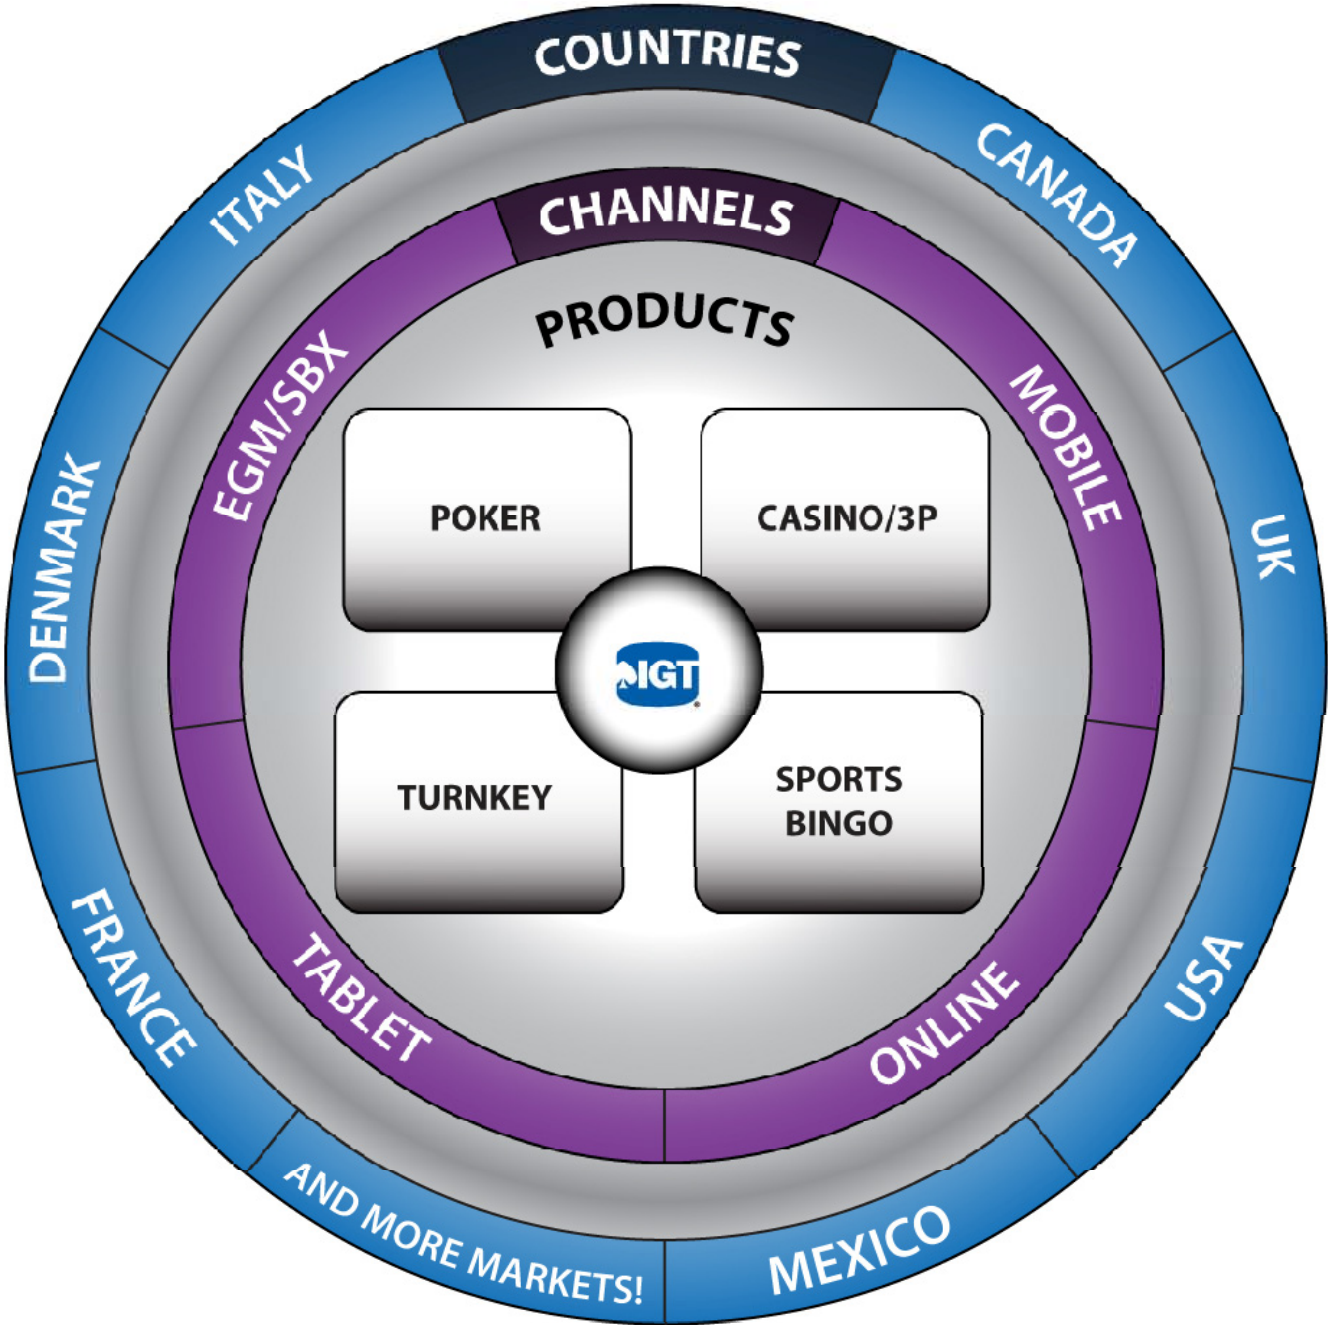 COUNTRIES
CANADA
UK
USA
MEXICO
AND MORE MARKETS!
FRANCE
DENMARK
ITALY
CHANNELS
MOBILE
ONLINE
TABLET
EGM/SBX
PRODUCTS
POKER
CASINO/3P
IGT
®
TURNKEY
SPORTS
BINGO